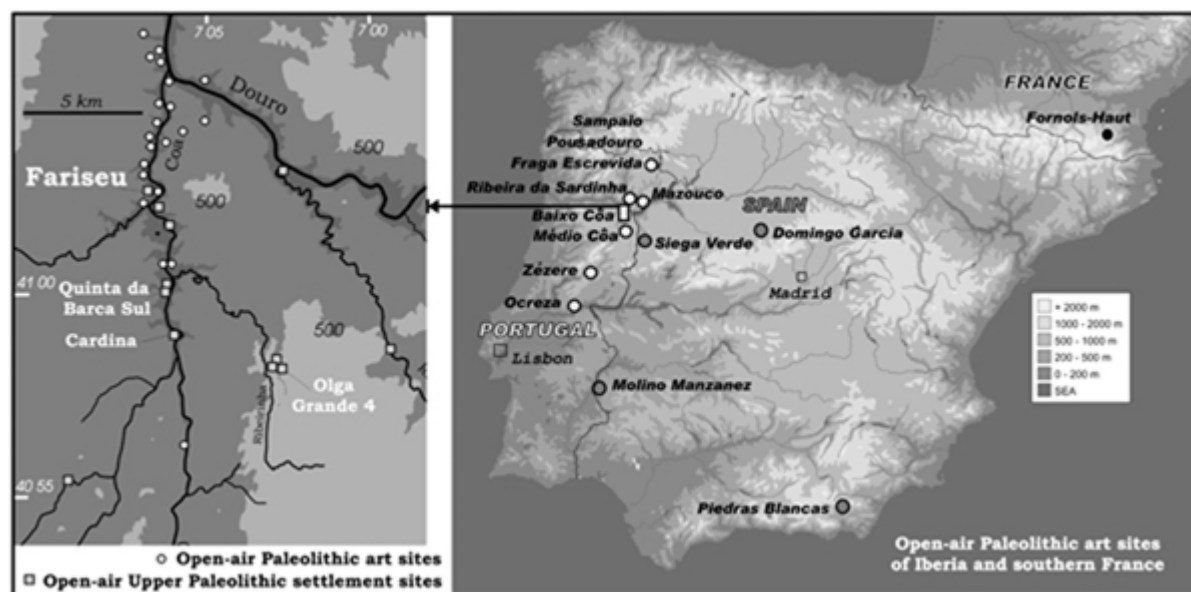 7 05
7 00
Douro
5 km
Côa
500
Fariseu
500
41 00
Quinta da
Barca Sul
500
Cardina
Olga
Grande 4
Ribeirinha
40 55
Open-air Paleolithic art sites
Open-air Upper Paleolithic settlement sites
FRANCE
Fornols-Haut
Sampaio
Pousadouro
Fraga Escrevida
Ribeira da Sardinha
Mazouco
SPAIN
Baixo Côa
Médio Côa
Siega Verde
Domingo Garcia
Zézere
Madrid
Ocreza
PORTUGAL
Lisbon
Molino Manzanez
+ 2000 m
1000 - 2000 m
500 - 1000 m
200 - 500 m
0 - 200 m
SEA
Piedras Blancas
Open-air Paleolithic art sites
of Iberia and southern France